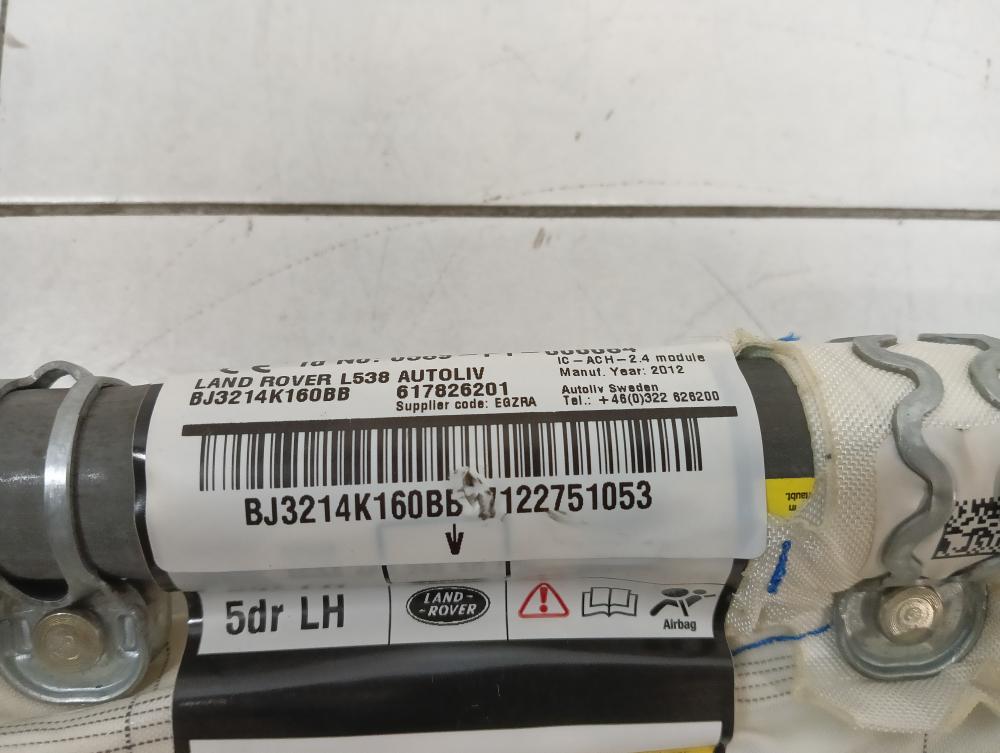 IC-ACH-2.4 module
LAND ROVER L538 AUTOLIV
Manuf. Year: 2012
BJ3214K160BB 617826201
Autoliv Sweden
Supplier code: EGZRA
Tel.: +46(0)322 626200
BJ3214K160BB 7122751053
5dr LH
LAND-
-ROVER
Airbag